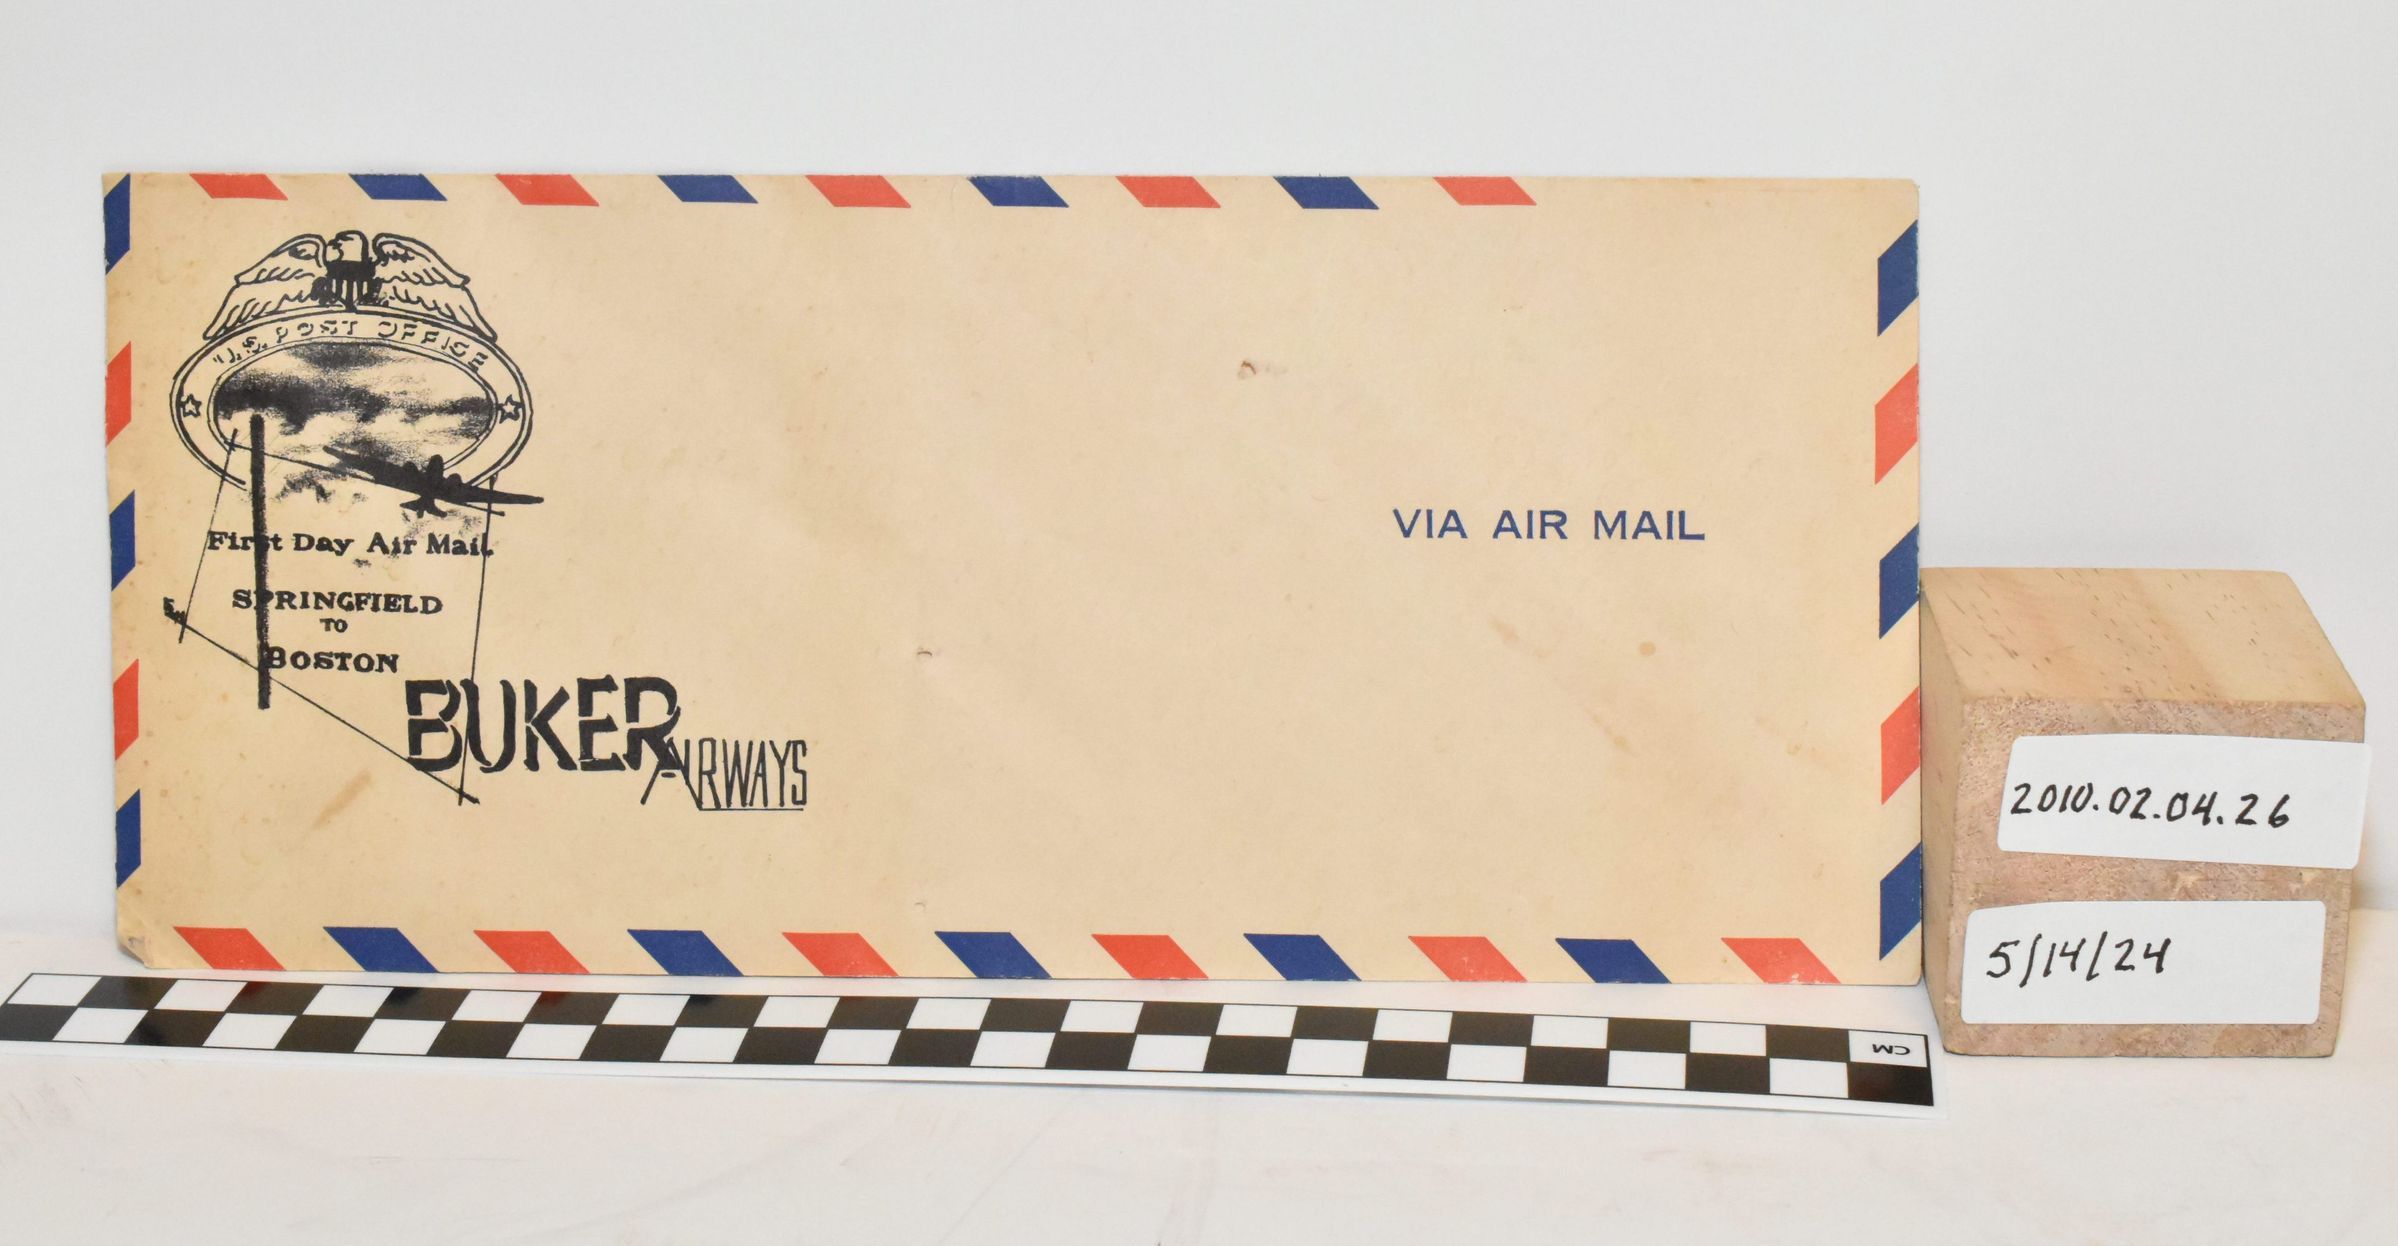 U.S. POST OFFICE
First Day Air Mail
SPRINGFIELD
TO
BOSTON
BUKER
AIRWAYS
VIA AIR MAIL
2010.02.04.26
5/14/24
CM